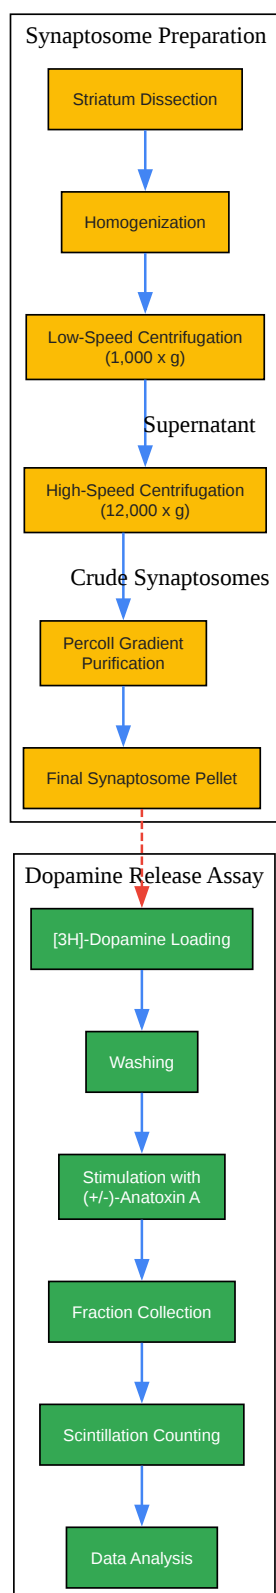 Synaptosome Preparation
Striatum Dissection
Homogenization
Low-Speed Centrifugation
(1,000 x g)
Supernatant
High-Speed Centrifugation
(12,000 x g)
Crude Synaptosomes
Percoll Gradient
Purification
Final Synaptosome Pellet
Dopamine Release Assay
[3H]-Dopamine Loading
Washing
Stimulation with
(+/-)-Anatoxin A
Fraction Collection
Scintillation Counting
Data Analysis